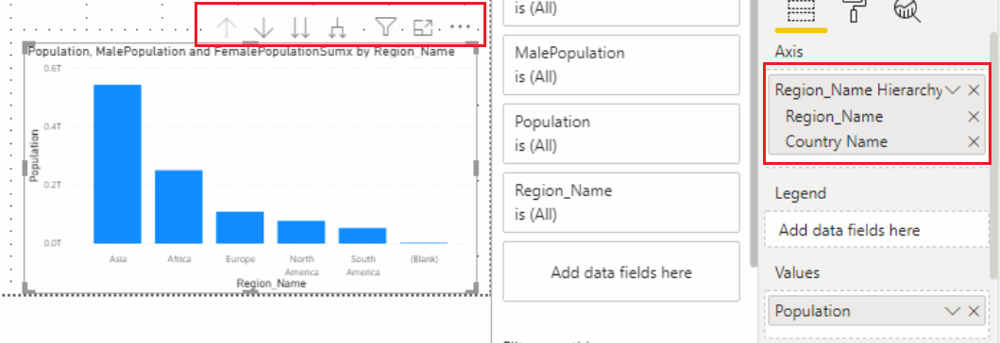 Population, MalePopulation and FemalePopulationSumx by Region_Name
0.6T
0.4T
0.2T
0.0T
Population
Asia
Africa
Europe
North
America
South
America
(Blank)
Region_Name
is (All)
MalePopulation
is (All)
Population
is (All)
Region_Name
is (All)
Add data fields here
Axis
Region_Name Hierarchy
Region_Name
Country Name
Legend
Add data fields here
Values
Population